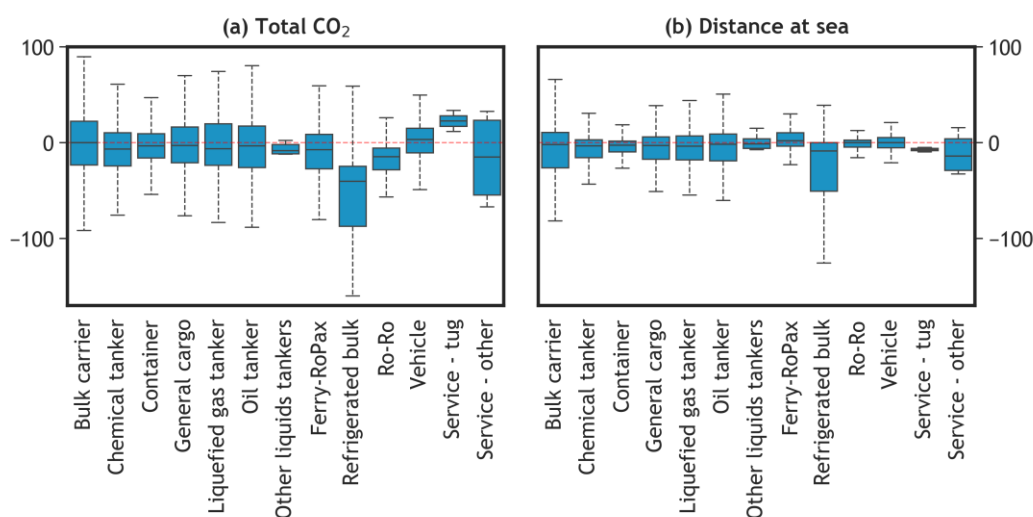 (a) Total CO₂
(b) Distance at sea
100
0
−100
100
0
−100
Bulk carrier
Chemical tanker
Container
General cargo
Liquefied gas tanker
Oil tanker
Other liquids tankers
Ferry-RoPax
Refrigerated bulk
Ro-Ro
Vehicle
Service - tug
Service - other
Bulk carrier
Chemical tanker
Container
General cargo
Liquefied gas tanker
Oil tanker
Other liquids tankers
Ferry-RoPax
Refrigerated bulk
Ro-Ro
Vehicle
Service - tug
Service - other